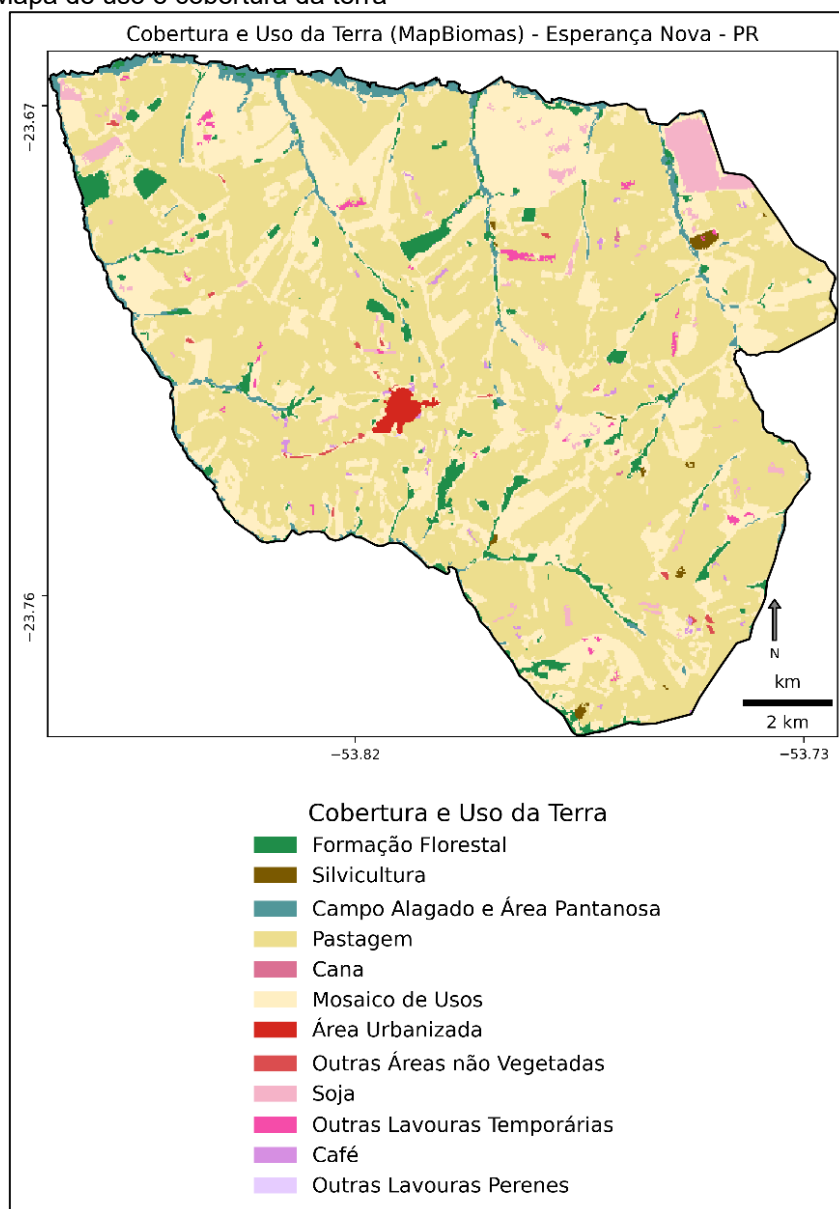 Mapa de uso e cobertura da terra
Cobertura e Uso da Terra (MapBiomas) - Esperança Nova - PR
−23.67
−23.76
N
km
2 km
−53.82
−53.73
Cobertura e Uso da Terra
Formação Florestal
Silvicultura
Campo Alagado e Área Pantanosa
Pastagem
Cana
Mosaico de Usos
Área Urbanizada
Outras Áreas não Vegetadas
Soja
Outras Lavouras Temporárias
Café
Outras Lavouras Perenes